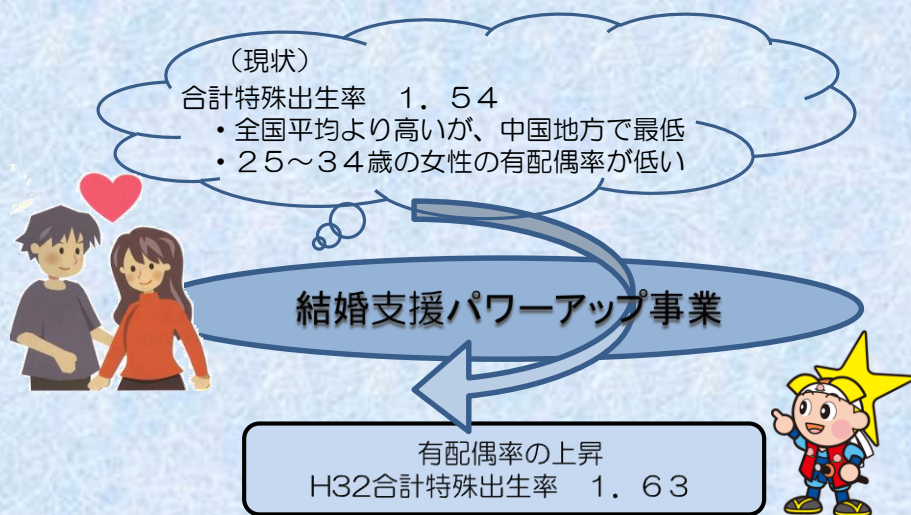 （現状）
合計特殊出生率　１．５４
・全国平均より高いが、中国地方で最低
・２５～３４歳の女性の有配偶率が低い
結婚支援パワーアップ事業
有配偶率の上昇
H32合計特殊出生率　１．６３